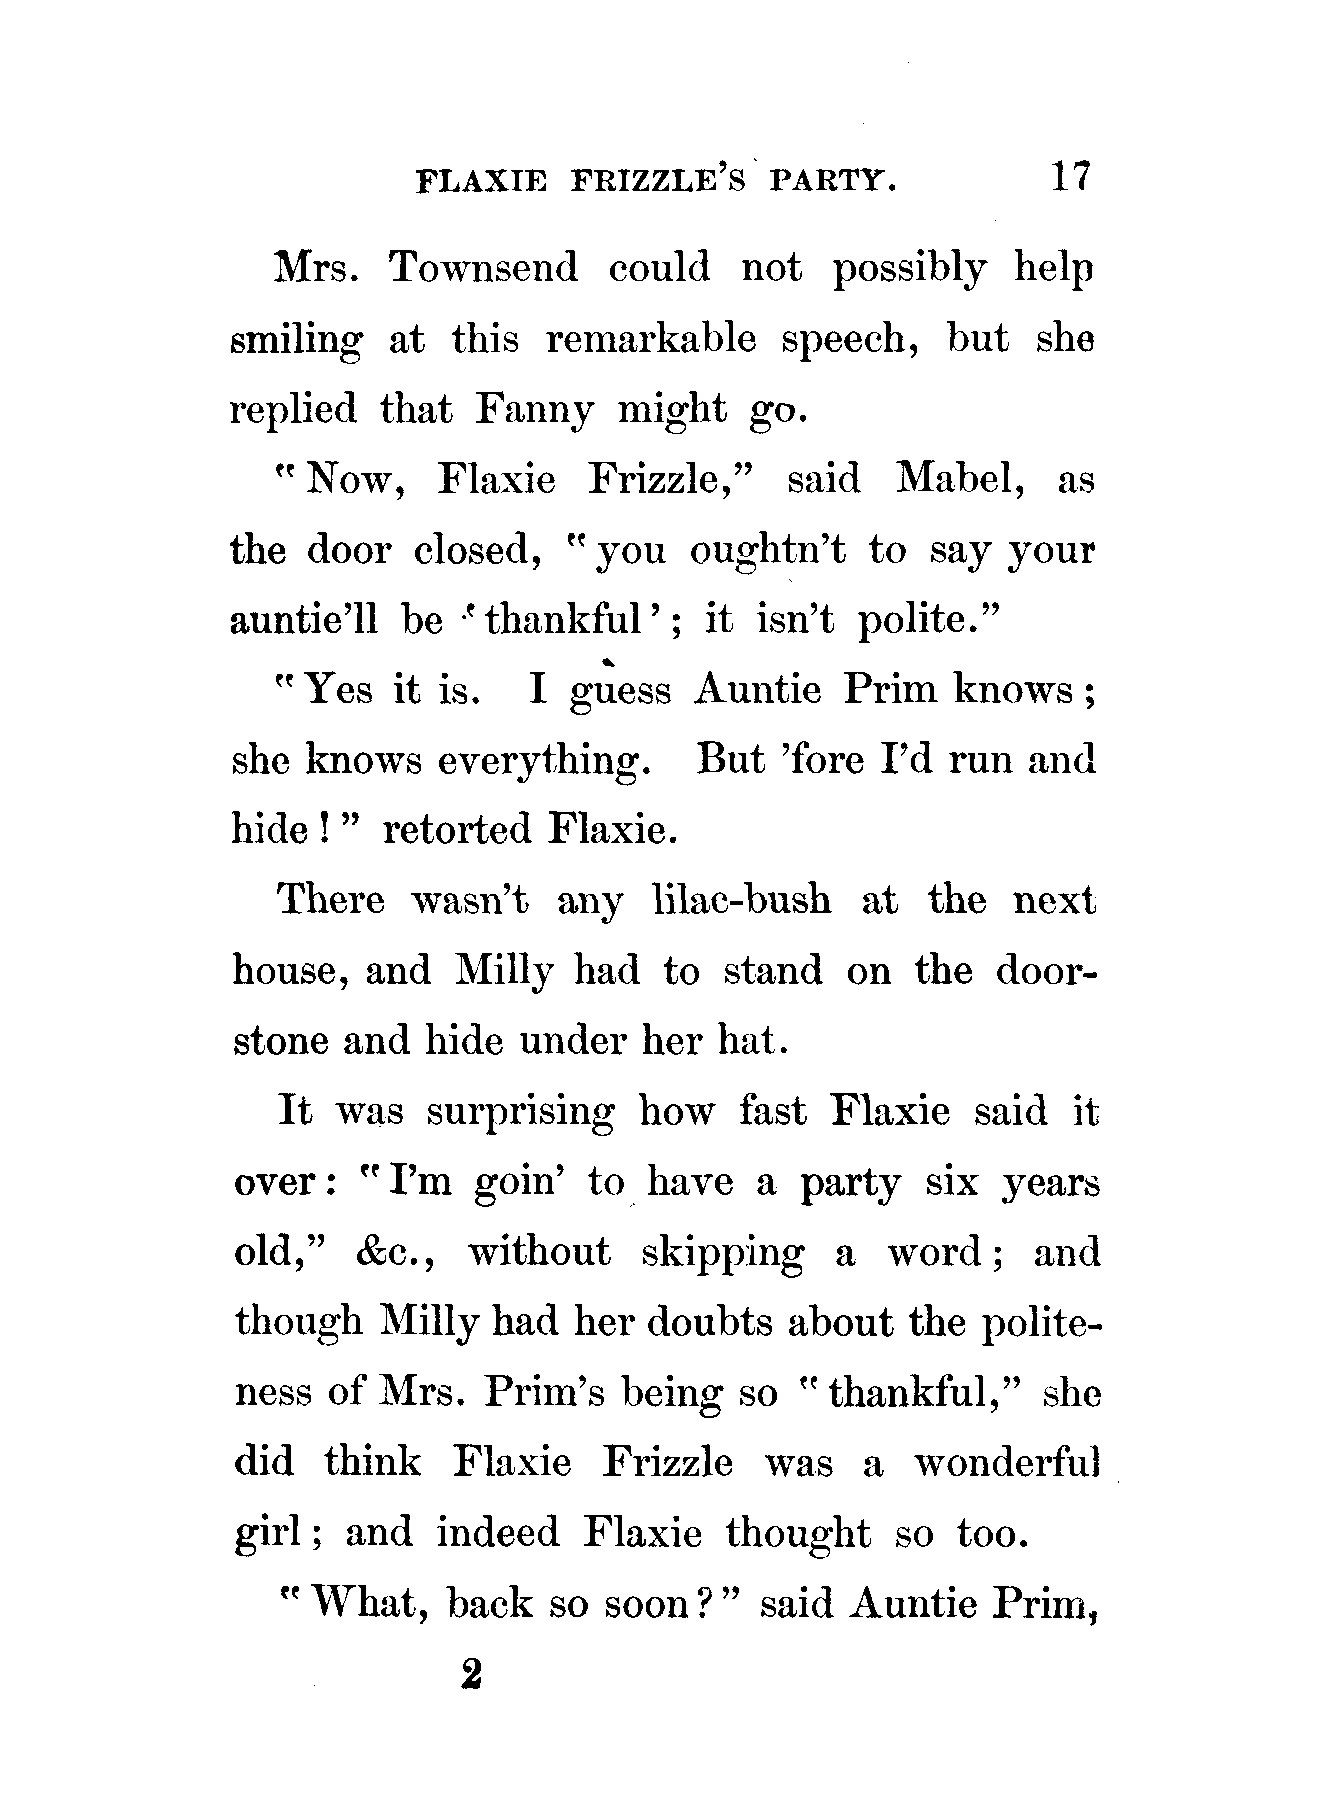 FLAXIE FRIZZLE'S PARTY. 17
Mrs. Townsend could not possibly help
smiling at this remarkable speech, but she
replied that Fanny might go.
"Now, Flaxie Frizzle," said Mabel, as
the door closed, "you oughtn't to say your
auntie'll be 'thankful'; it isn't polite."
"Yes it is. I guess Auntie Prim knows;
she knows everything. But 'fore I'd run and
hide!" retorted Flaxie.
There wasn't any lilac-bush at the next
house, and Milly had to stand on the door-
stone and hide under her hat.
It was surprising how fast Flaxie said it
over: "I'm goin' to have a party six years
old," &c., without skipping a word; and
though Milly had her doubts about the polite-
ness of Mrs. Prim's being so "thankful," she
did think Flaxie Frizzle was a wonderful
girl; and indeed Flaxie thought so too.
"What, back so soon?" said Auntie Prim,
2